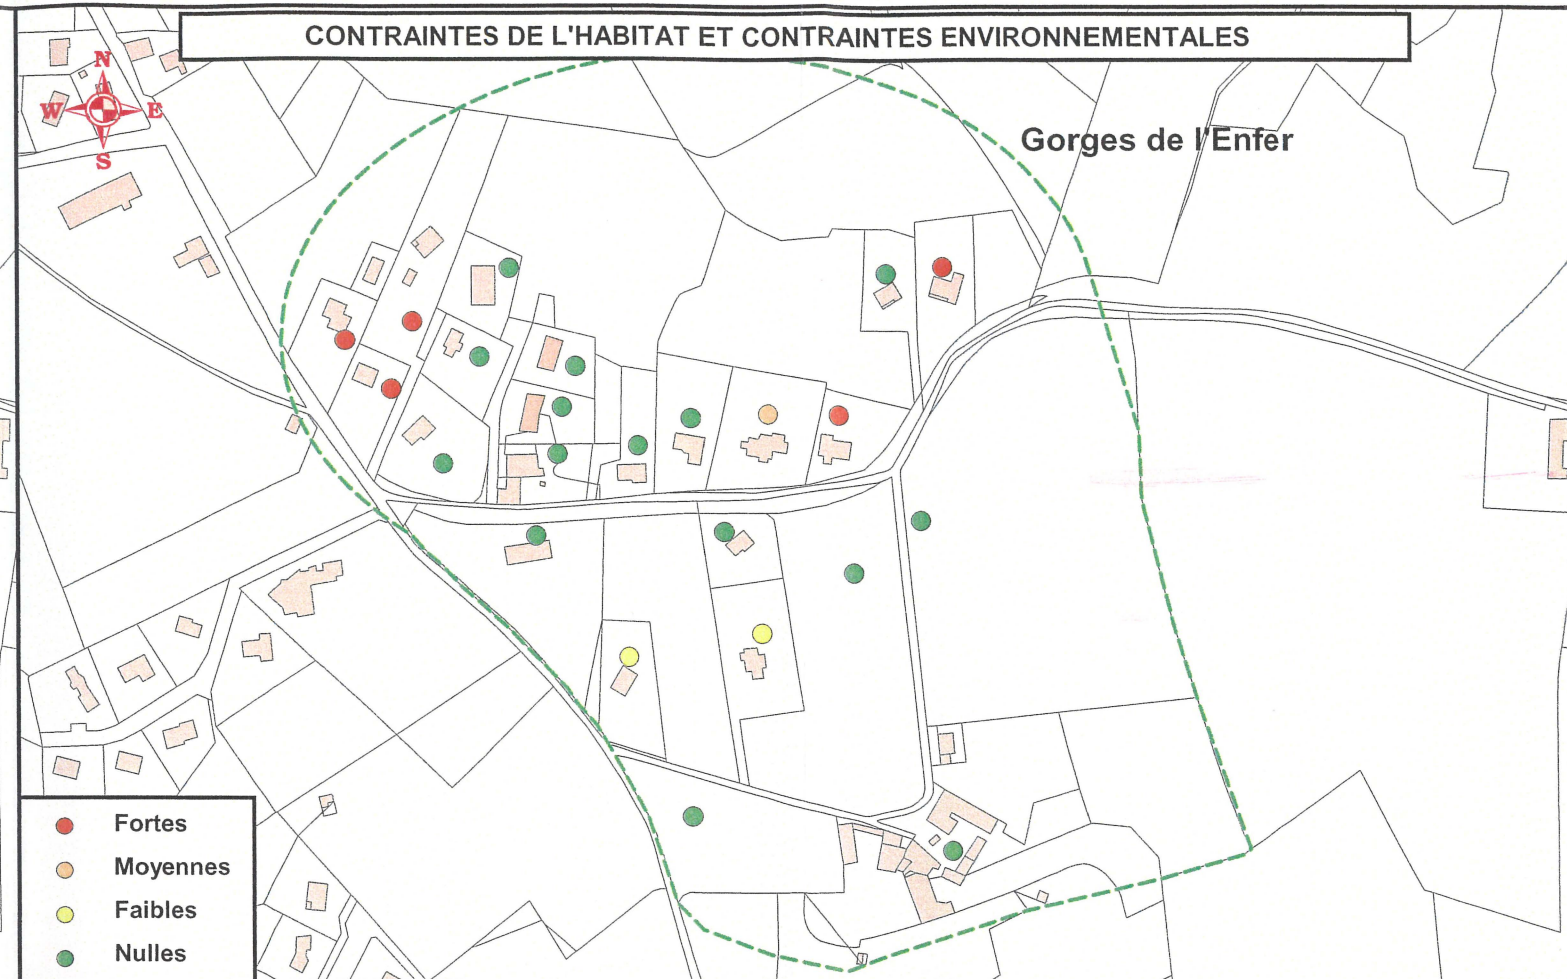 CONTRAINTES DE L'HABITAT ET CONTRAINTES ENVIRONNEMENTALES
N
W E
S
Gorges de l'Enfer
Fortes
Moyennes
Faibles
Nulles